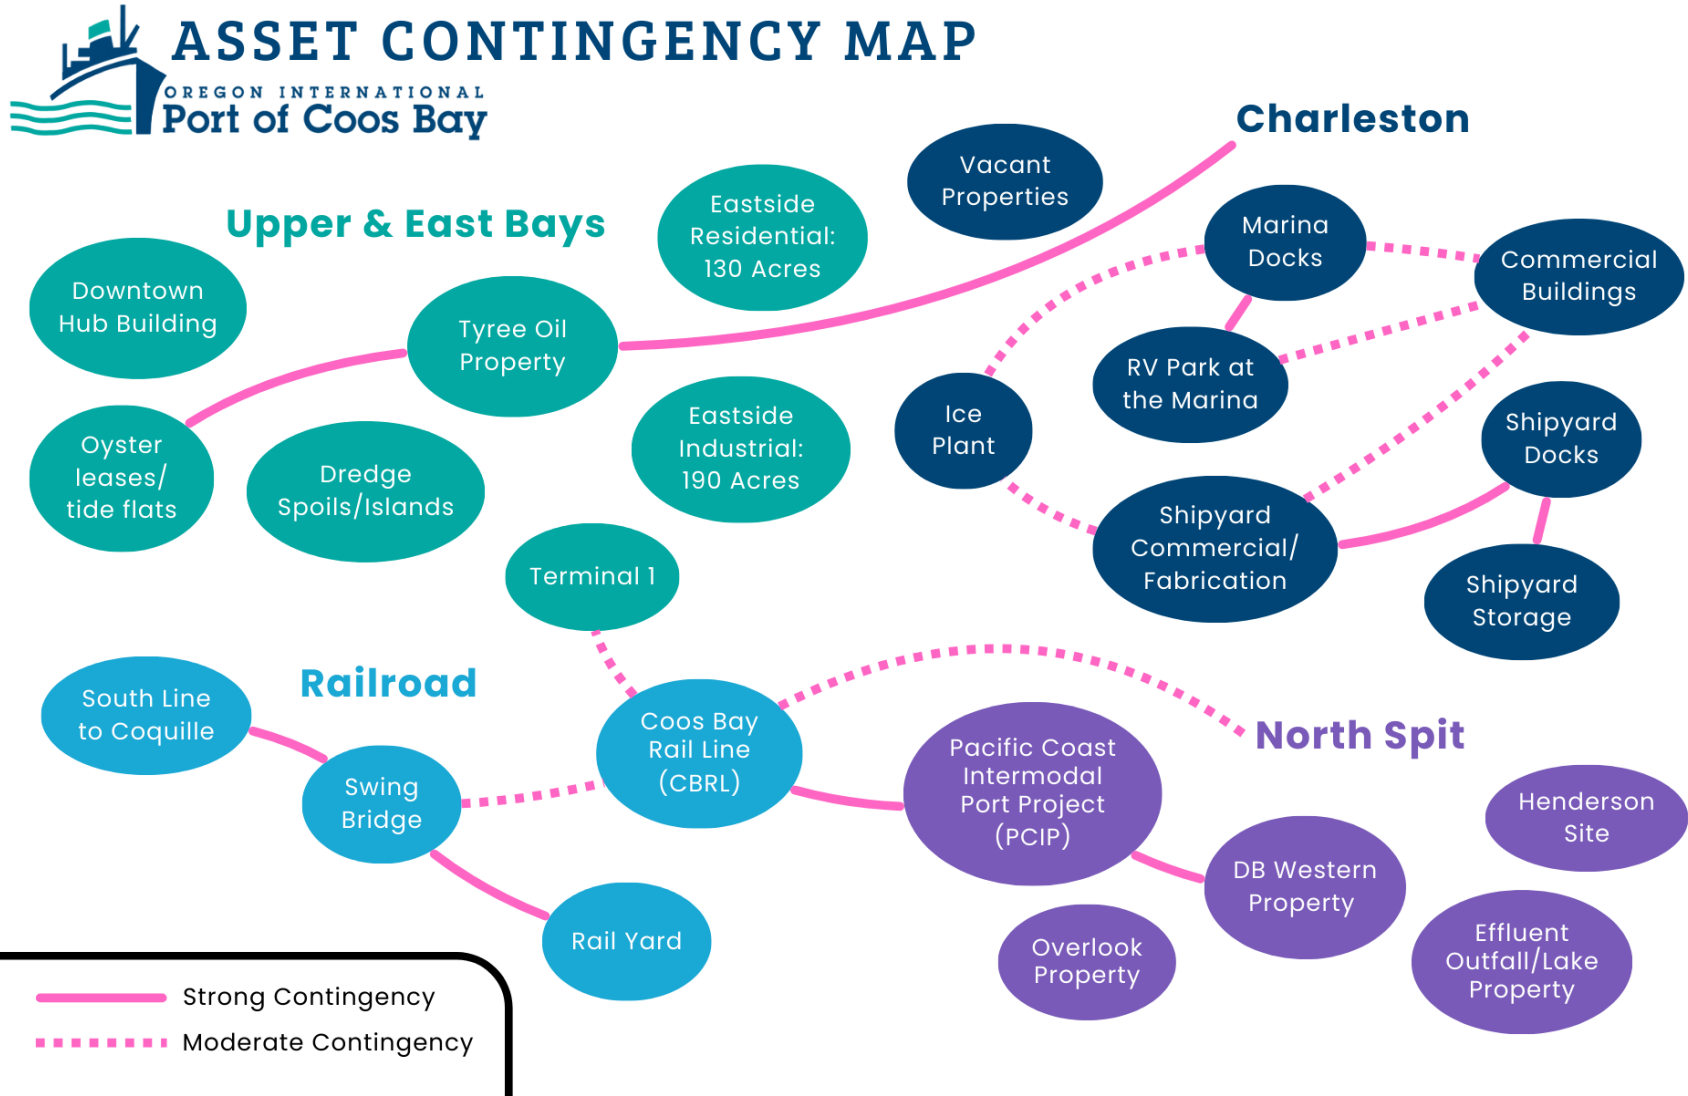 ASSET CONTINGENCY MAP
OREGON INTERNATIONAL
Port of Coos Bay
Charleston
Upper & East Bays
Vacant
Properties
Eastside
Residential:
130 Acres
Marina
Docks
Commercial
Buildings
Downtown
Hub Building
Tyree Oil
Property
RV Park at
the Marina
Ice
Plant
Eastside
Industrial:
190 Acres
Shipyard
Docks
Oyster
leases/
tide flats
Dredge
Spoils/Islands
Shipyard
Commercial/
Fabrication
Terminal 1
Shipyard
Storage
Railroad
South Line
to Coquille
Coos Bay
Rail Line
(CBRL)
North Spit
Pacific Coast
Intermodal
Port Project
(PCIP)
Swing
Bridge
Henderson
Site
DB Western
Property
Rail Yard
Overlook
Property
Effluent
Outfall/Lake
Property
Strong Contingency
Moderate Contingency